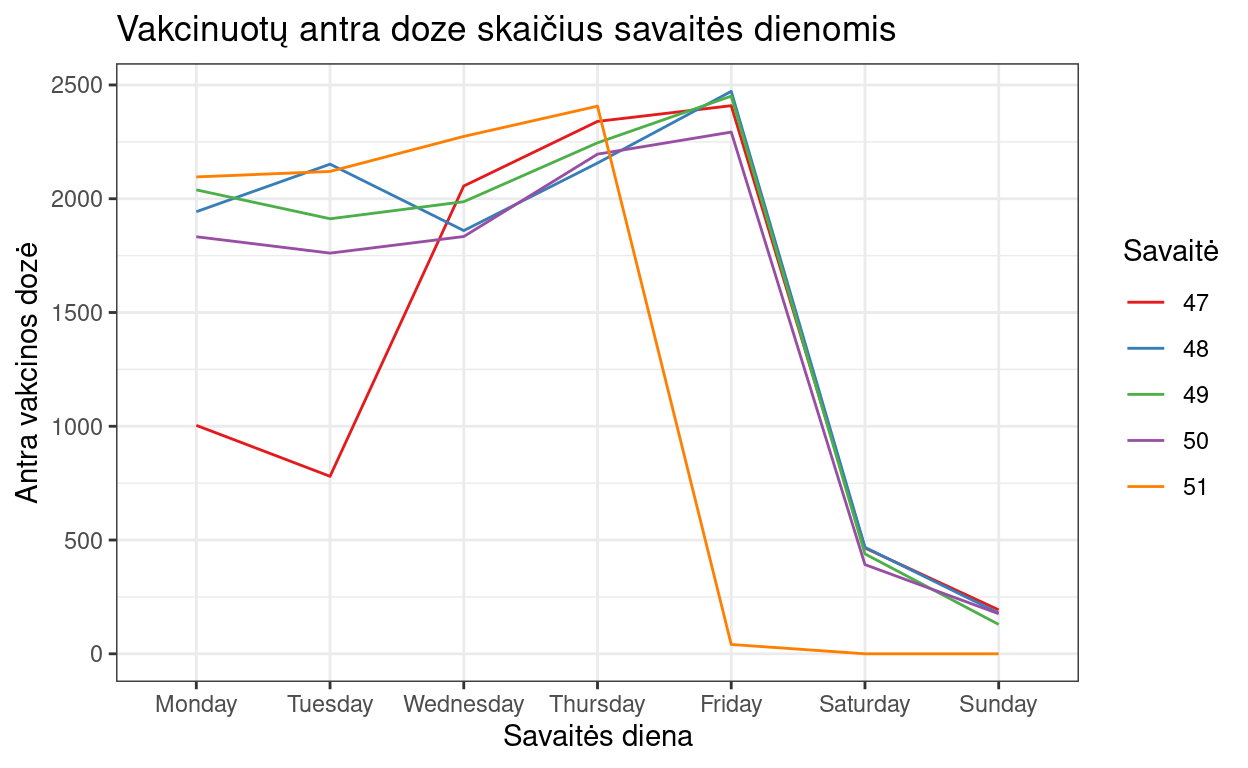 Vakcinuotų antra doze skaičius savaitės dienomis
Antra vakcinos dozė
2500
2000
1500
1000
500
0
Monday Tuesday Wednesday Thursday Friday Saturday Sunday
Savaitės diena
Savaitė
47
48
49
50
51